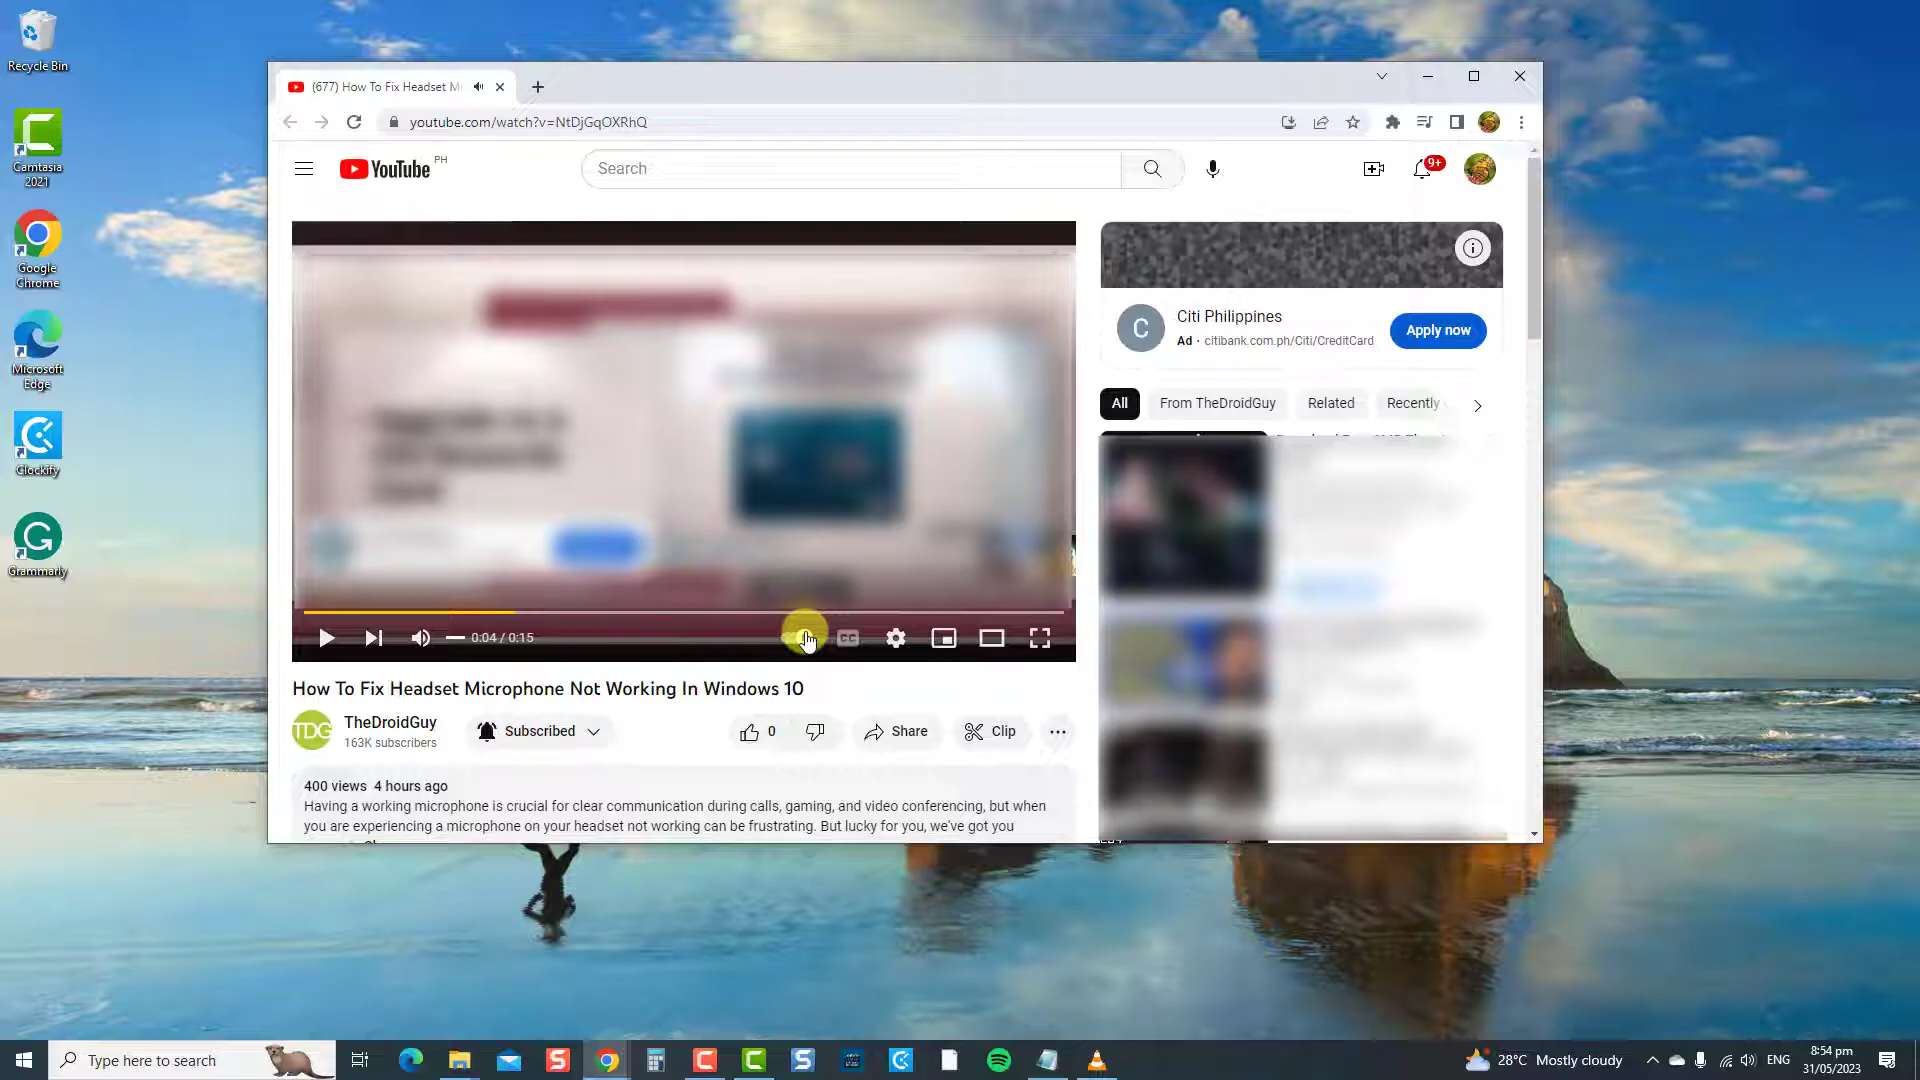 Recycle Bin
Camtasia
2021
Google
Chrome
Microsoft
Edge
Clockify
Grammarly
(677) How To Fix Headset M
youtube.com/watch?v=NtDjGqOXRhQ
YouTube PH
Search
9+
0:04 / 0:15
CC
How To Fix Headset Microphone Not Working In Windows 10
TDG
TheDroidGuy
163K subscribers
Subscribed
0
Share
Clip
400 views 4 hours ago
Having a working microphone is crucial for clear communication during calls, gaming, and video conferencing, but when
you are experiencing a microphone on your headset not working can be frustrating. But lucky for you, we've got you
C
Citi Philippines
Ad · citibank.com.ph/Citi/CreditCard
Apply now
All
From TheDroidGuy
Related
Recently
Type here to search
28°C Mostly cloudy
ENG
8:54 pm
31/05/2023